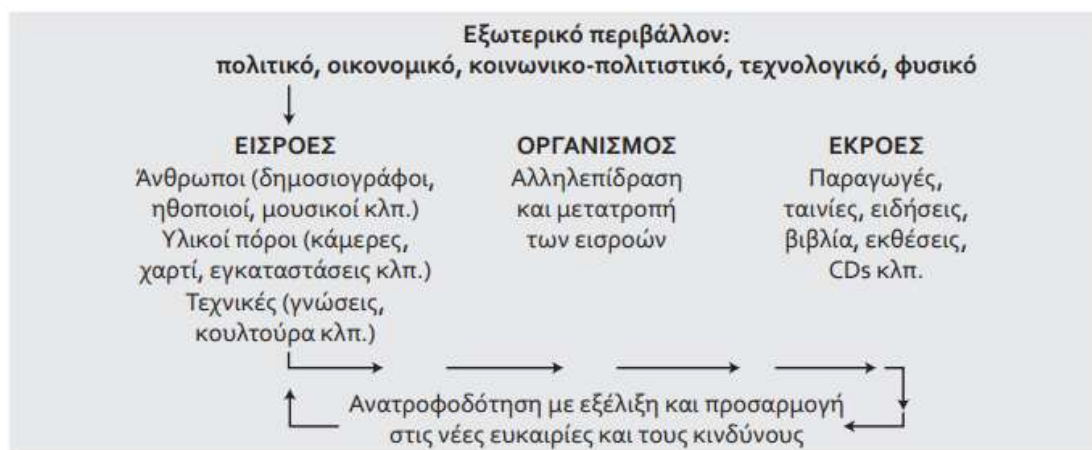 Εξωτερικό περιβάλλον:
πολιτικό, οικονομικό, κοινωνικο-πολιτιστικό, τεχνολογικό, φυσικό
ΕΙΣΡΟΕΣ
Άνθρωποι (δημοσιογράφοι,
ηθοποιοί, μουσικοί κλπ.)
Υλικοί πόροι (κάμερες,
χαρτί, εγκαταστάσεις κλπ.)
Τεχνικές (γνώσεις,
κουλτούρα κλπ.)
ΟΡΓΑΝΙΣΜΟΣ
Αλληλεπίδραση
και μετατροπή
των εισροών
ΕΚΡΟΕΣ
Παραγωγές,
ταινίες, ειδήσεις,
βιβλία, εκθέσεις,
CDs κλπ.
Ανατροφοδότηση με εξέλιξη και προσαρμογή
στις νέες ευκαιρίες και τους κινδύνους